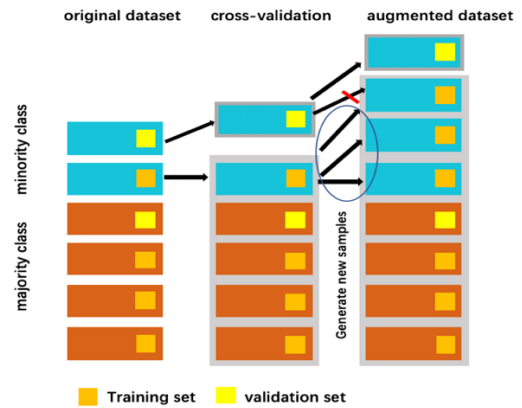 original dataset
cross-validation
augmented dataset
minority class
majority class
Generate new samples
Training set
validation set